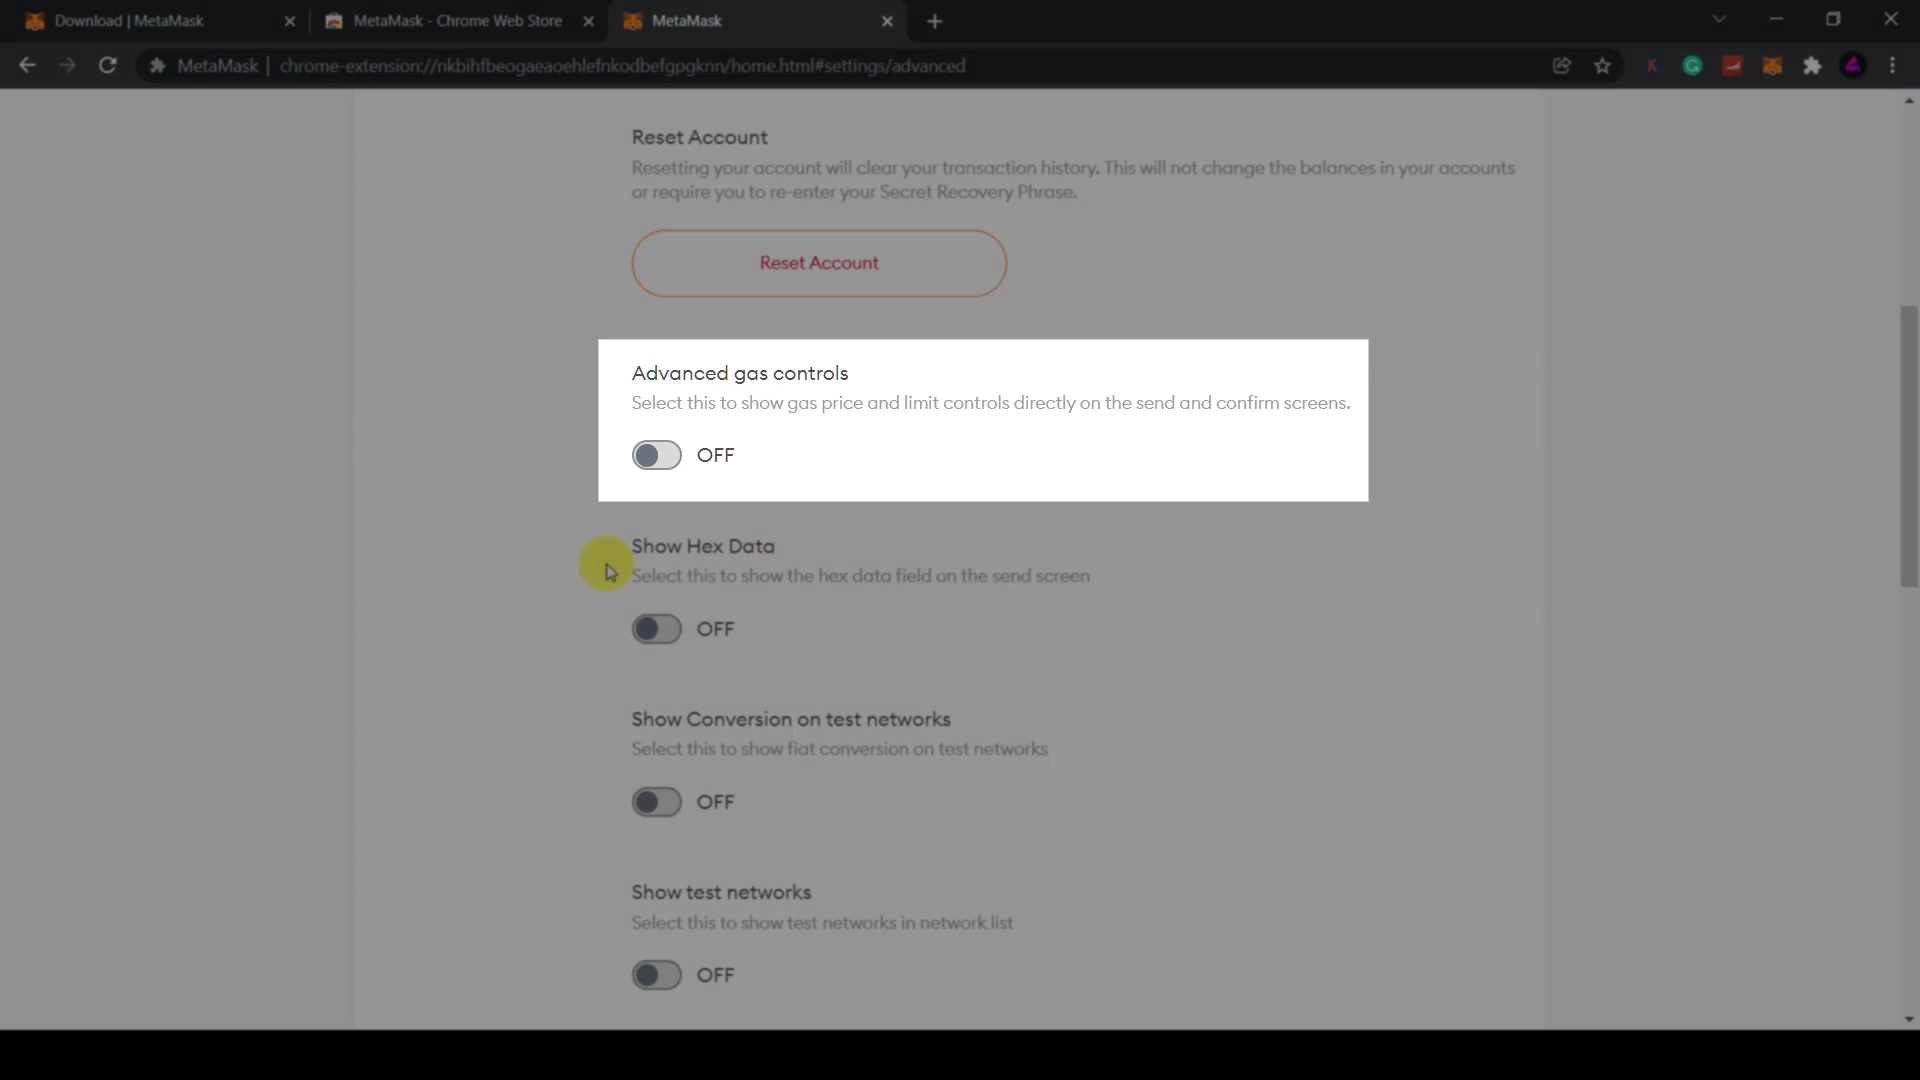 Download | MetaMask
MetaMask - Chrome Web Store
MetaMask
MetaMask | chrome-extension://nkbihfbeogaeaoehlefnkodbefgpgknn/home.html#settings/advanced
Reset Account
Resetting your account will clear your transaction history. This will not change the balances in your accounts
or require you to re-enter your Secret Recovery Phrase.
Reset Account
Advanced gas controls
Select this to show gas price and limit controls directly on the send and confirm screens.
OFF
Show Hex Data
Select this to show the hex data field on the send screen
OFF
Show Conversion on test networks
Select this to show fiat conversion on test networks
OFF
Show test networks
Select this to show test networks in network list
OFF